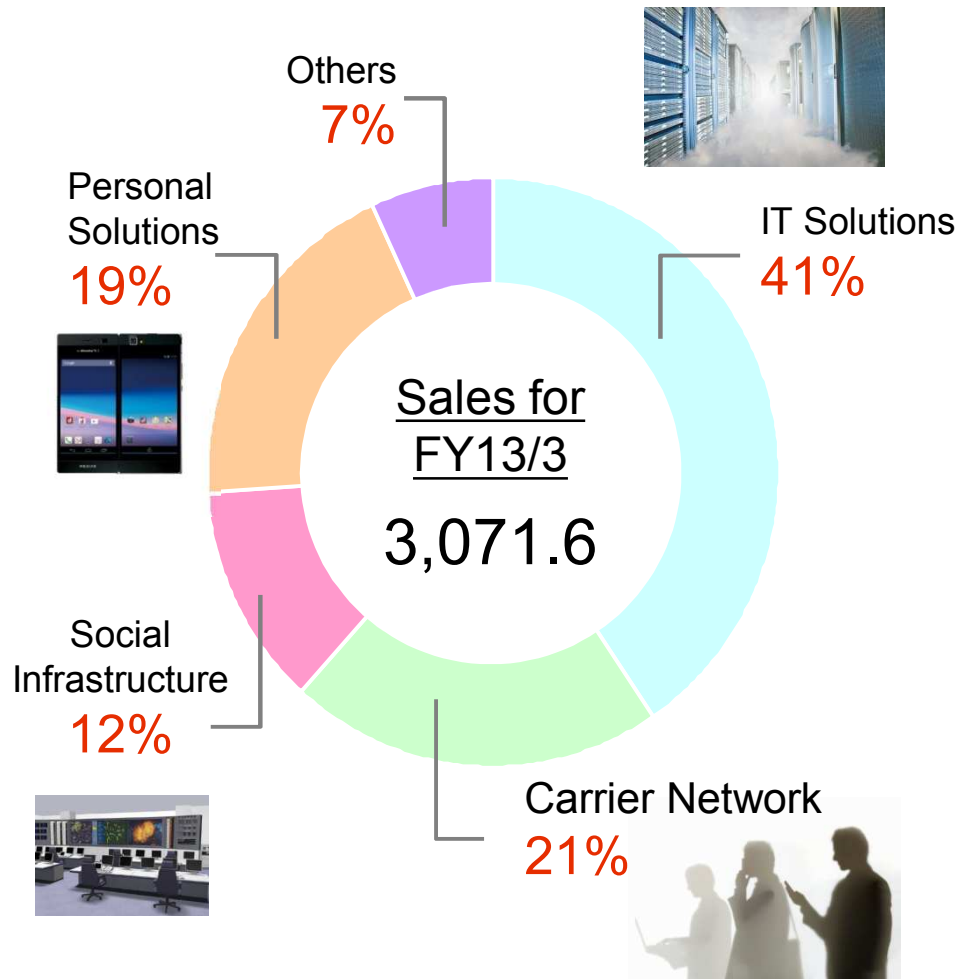 Others
7%
Personal
Solutions
19%
IT Solutions
41%
Sales for
FY13/3
3,071.6
Social
Infrastructure
12%
Carrier Network
21%